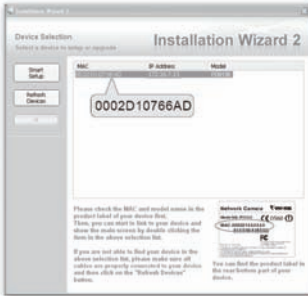 Installation Wizard 2
Device Selection
Installation Wizard 2
Select a device to setup or upgrade
Smart
Setup
Refresh
Devices
MAC
IP Address
Model
0002D10766AD
Please check the MAC and model name in the
product label of your device first.
Then, you can start to link to your device and
show the main screen by double clicking the
item in the above selection list.
If you are not able to find your device in the
above selection list, please make sure all
cables are properly connected to your device
and then click on the "Refresh Devices"
button.
Network Camera
You can find the product label in
the rear/bottom part of your
device.